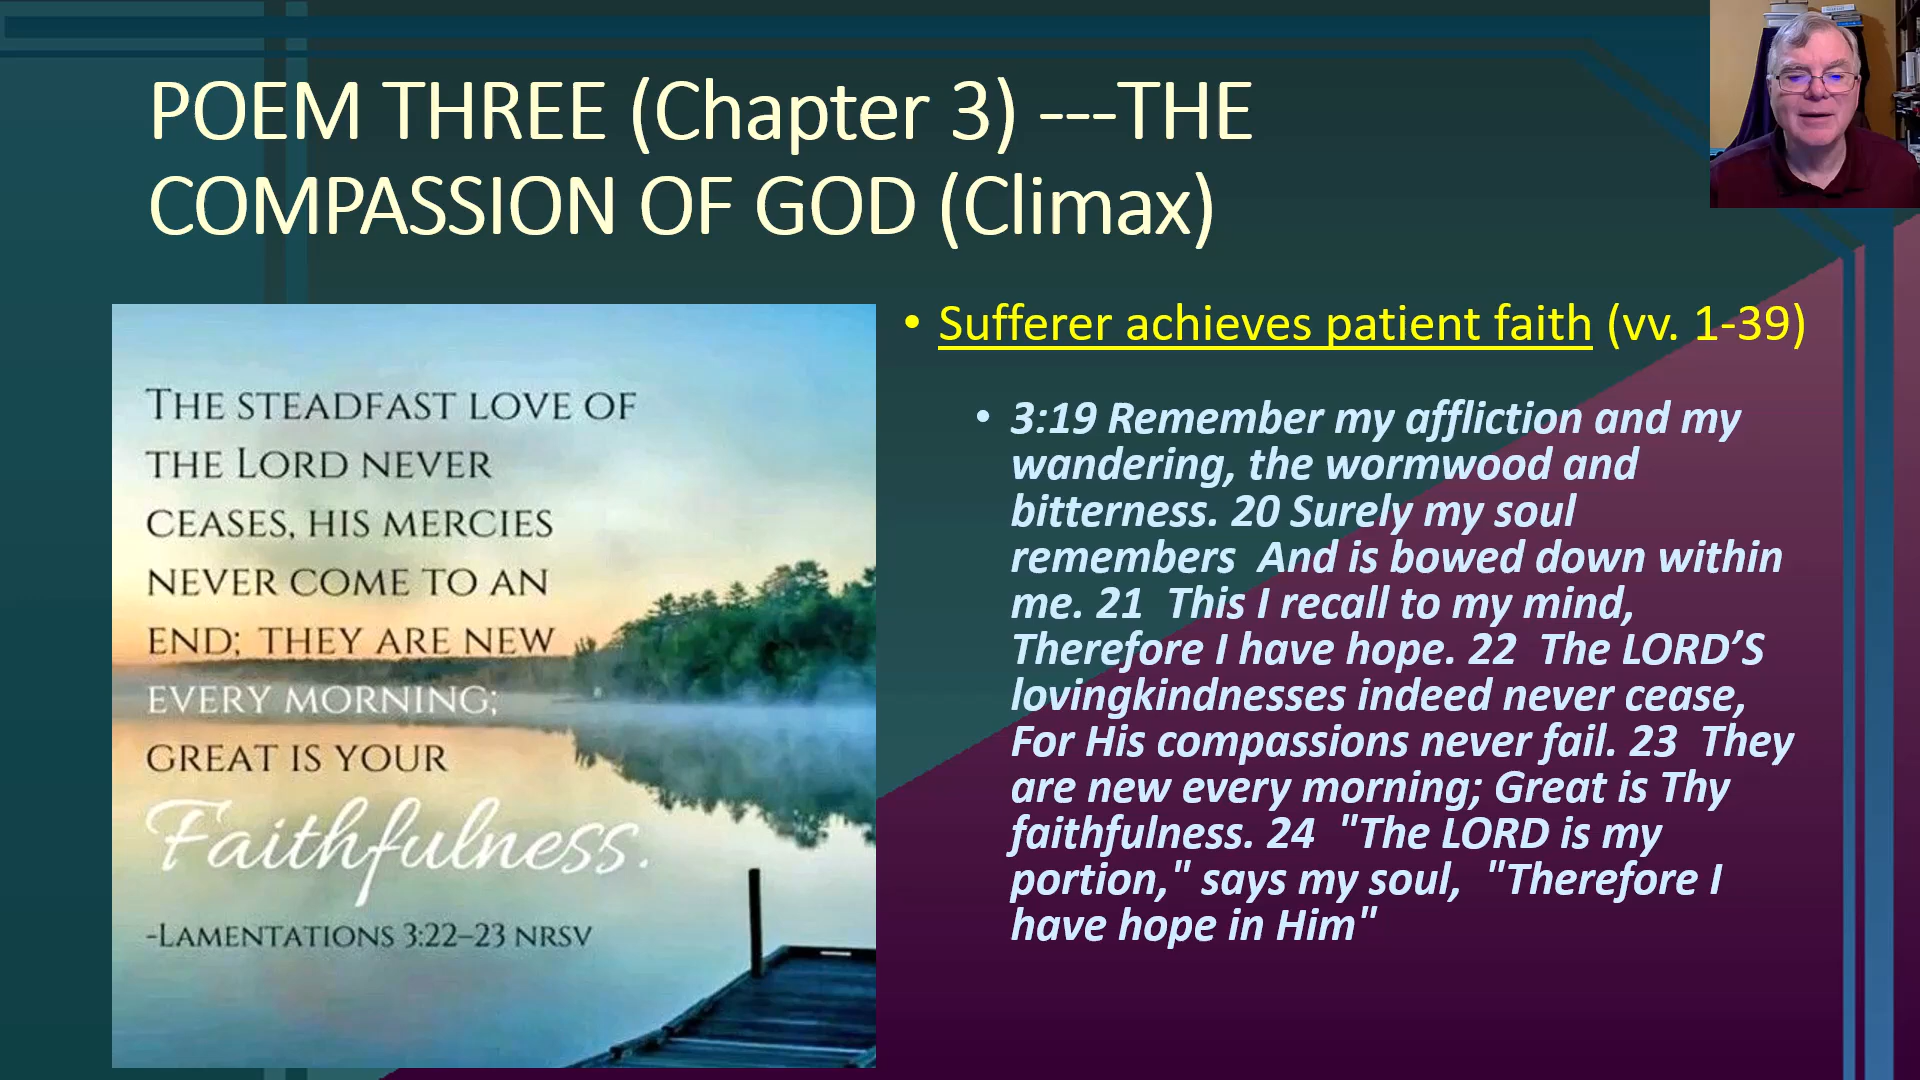 POEM THREE (Chapter 3) ---THE
COMPASSION OF GOD (Climax)
THE STEADFAST LOVE OF
THE LORD NEVER
CEASES, HIS MERCIES
NEVER COME TO AN
END; THEY ARE NEW
EVERY MORNING;
GREAT IS YOUR
Faithfulness.
-LAMENTATIONS 3:22–23 NRSV
• Sufferer achieves patient faith (vv. 1-39)
• 3:19 Remember my affliction and my
wandering, the wormwood and
bitterness. 20 Surely my soul
remembers  And is bowed down within
me. 21  This I recall to my mind,
Therefore I have hope. 22  The LORD’S
lovingkindnesses indeed never cease,
For His compassions never fail. 23  They
are new every morning; Great is Thy
faithfulness. 24  "The LORD is my
portion," says my soul,  "Therefore I
have hope in Him"